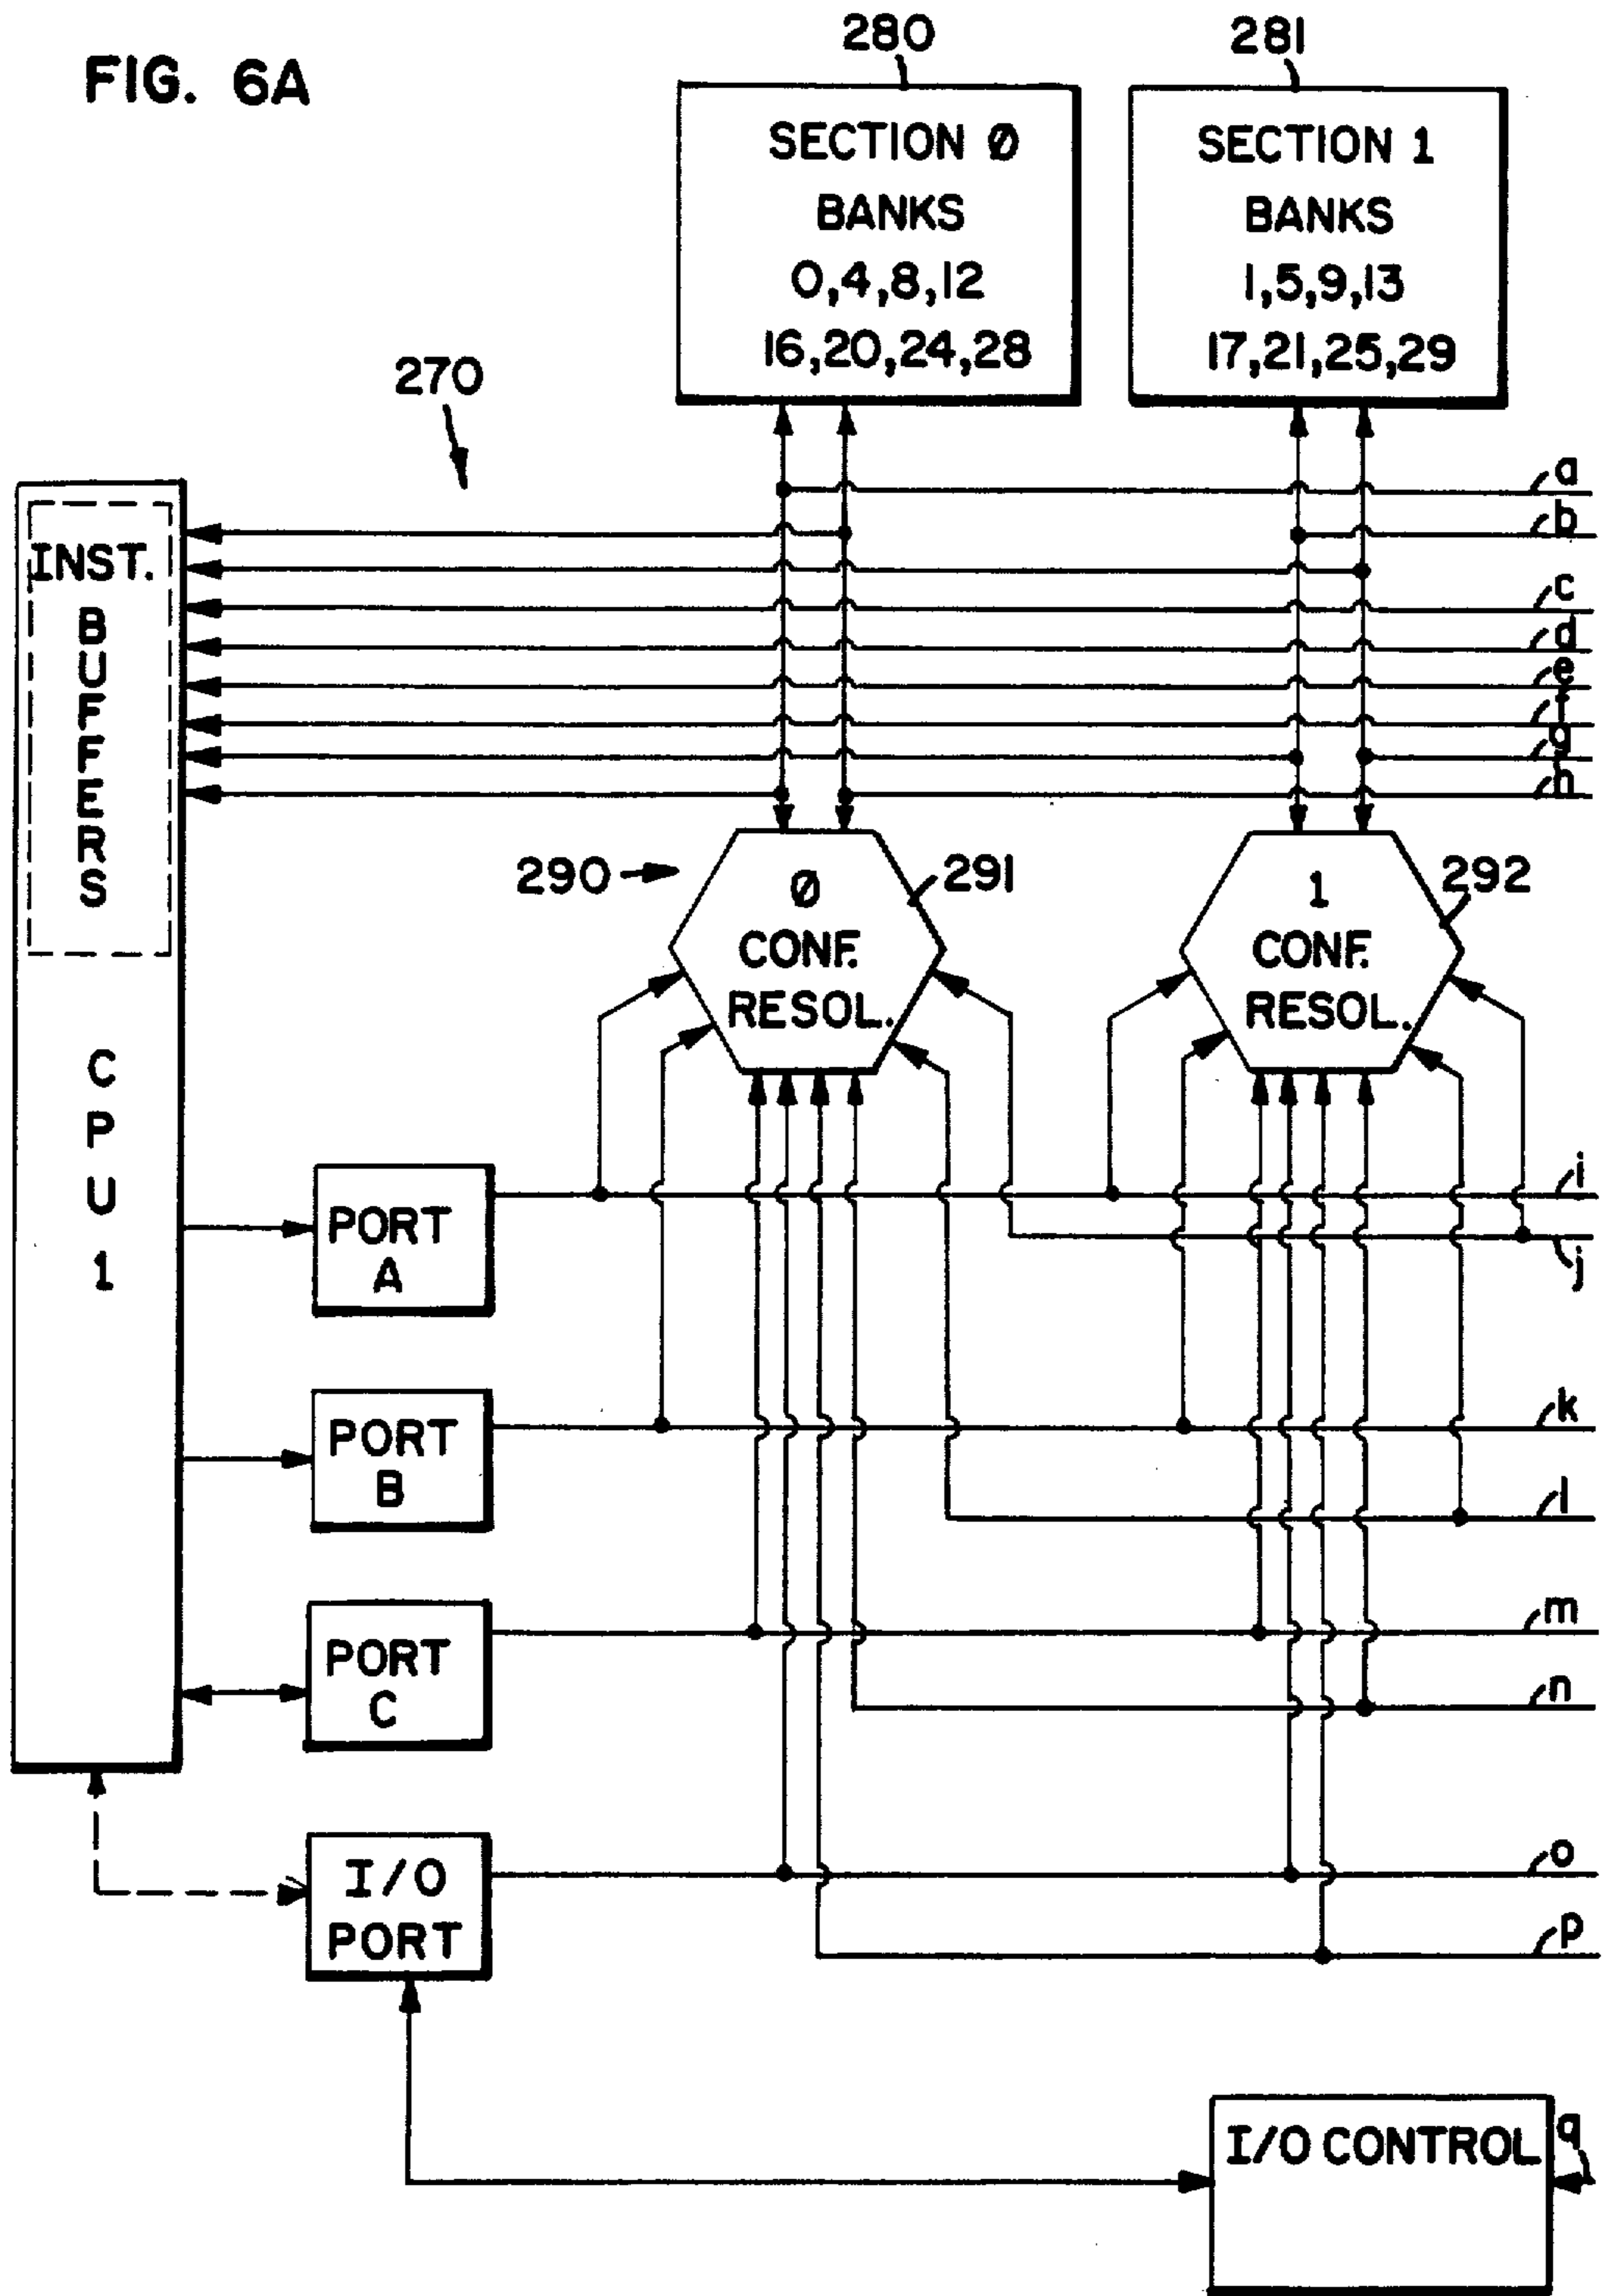 FIG. 6A
280
281
SECTION Ø
BANKS
0,4,8,12
16,20,24,28
SECTION 1
BANKS
1,5,9,13
17,21,25,29
270
a
b
c
d
e
f
g
h
INST.
BUFFERS
290
Ø
CONF.
RESOL.
291
1
CONF.
RESOL.
292
CPU 1
PORT
A
i
j
PORT
B
k
l
PORT
C
m
n
I/O
PORT
o
p
I/O CONTROL
q